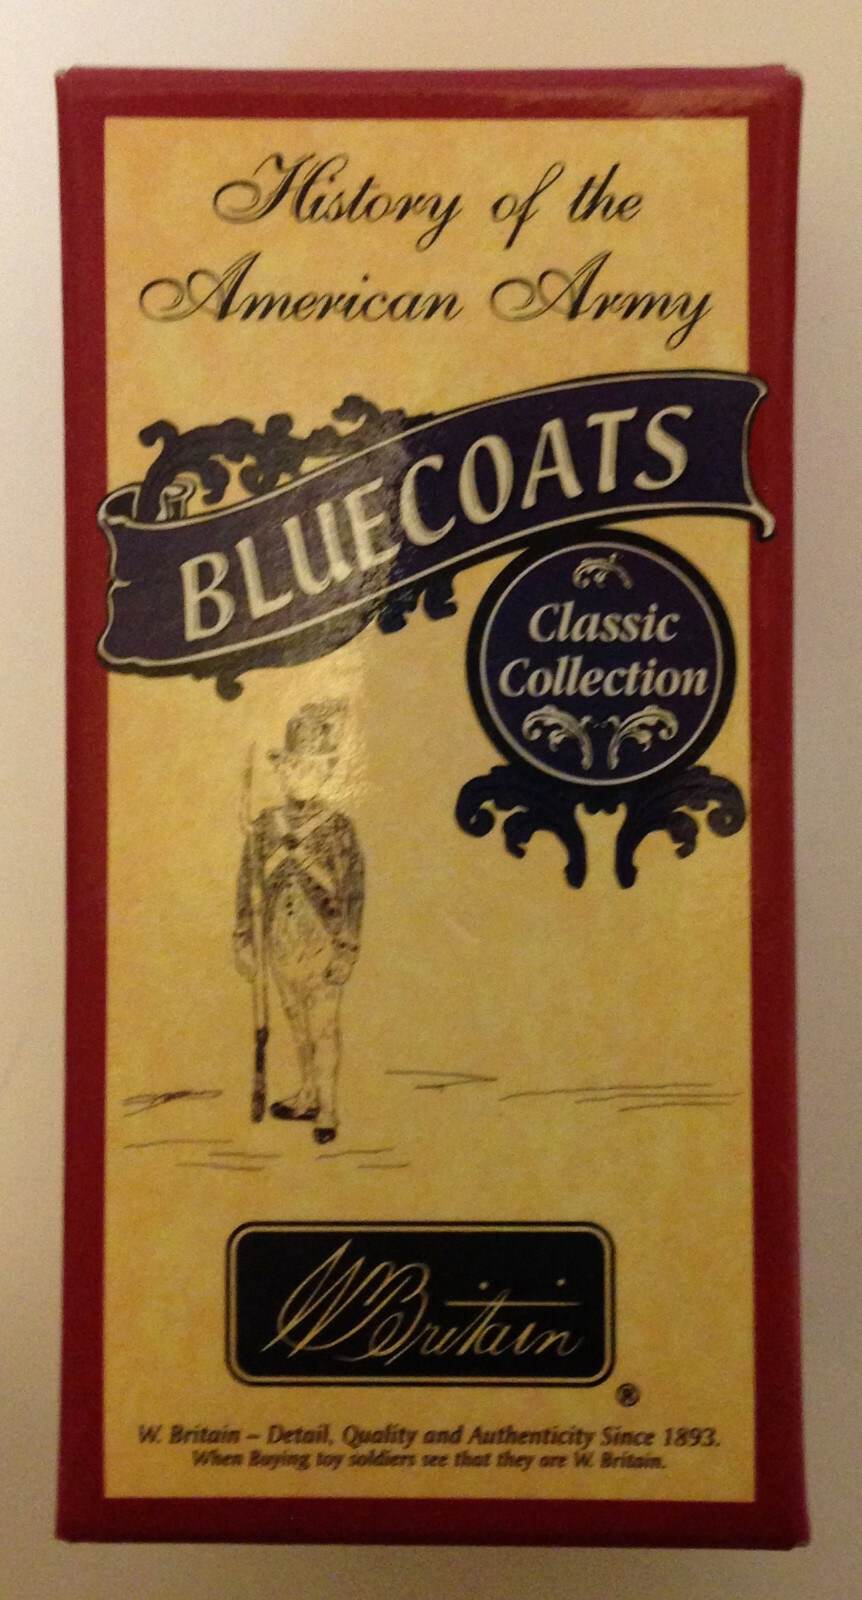 History of the
American Army
BLUECOATS
Classic
Collection
W Britain
®
W. Britain – Detail, Quality and Authenticity Since 1893.
When Buying toy soldiers see that they are W. Britain.